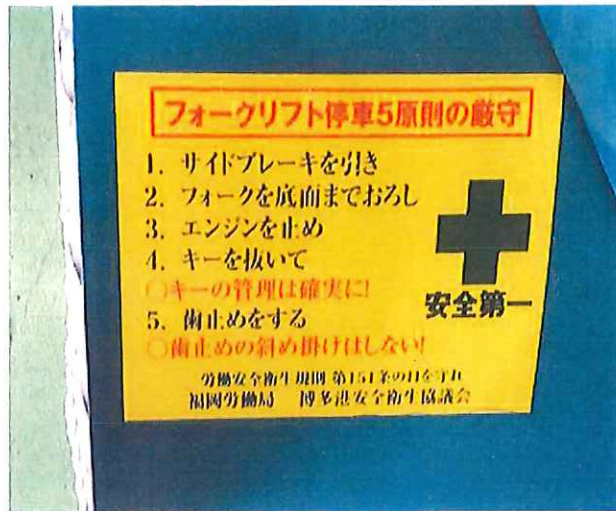 フォークリフト停車5原則の厳守
1. サイドブレーキを引き
2. フォークを底面までおろし
3. エンジンを止め
4. キーを抜いて
○キーの管理は確実に!
5. 歯止めをする
○歯止めの斜め掛けはしない!
安全第一
労働安全衛生規則 第151条の11を守れ
福岡労働局 博多港安全衛生協議会